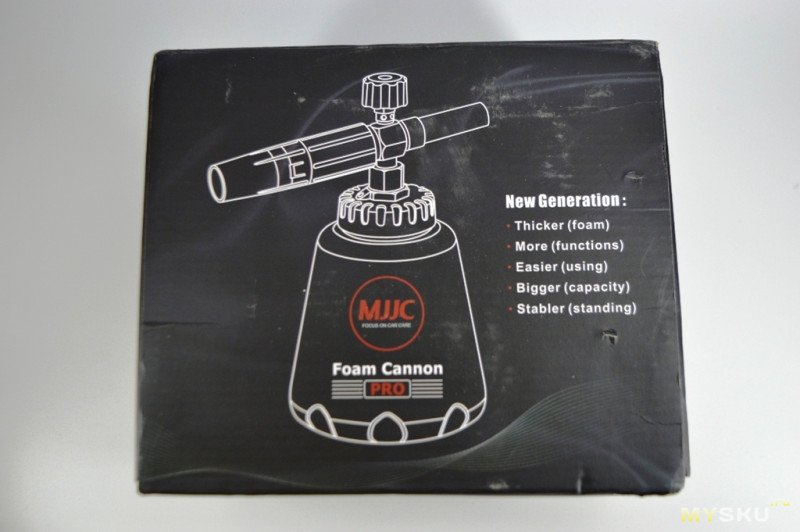 New Generation :
· Thicker (foam)
· More (functions)
· Easier (using)
· Bigger (capacity)
· Stabler (standing)
MJJC
FOCUS ON CAR CARE
Foam Cannon
PRO
MYSKU